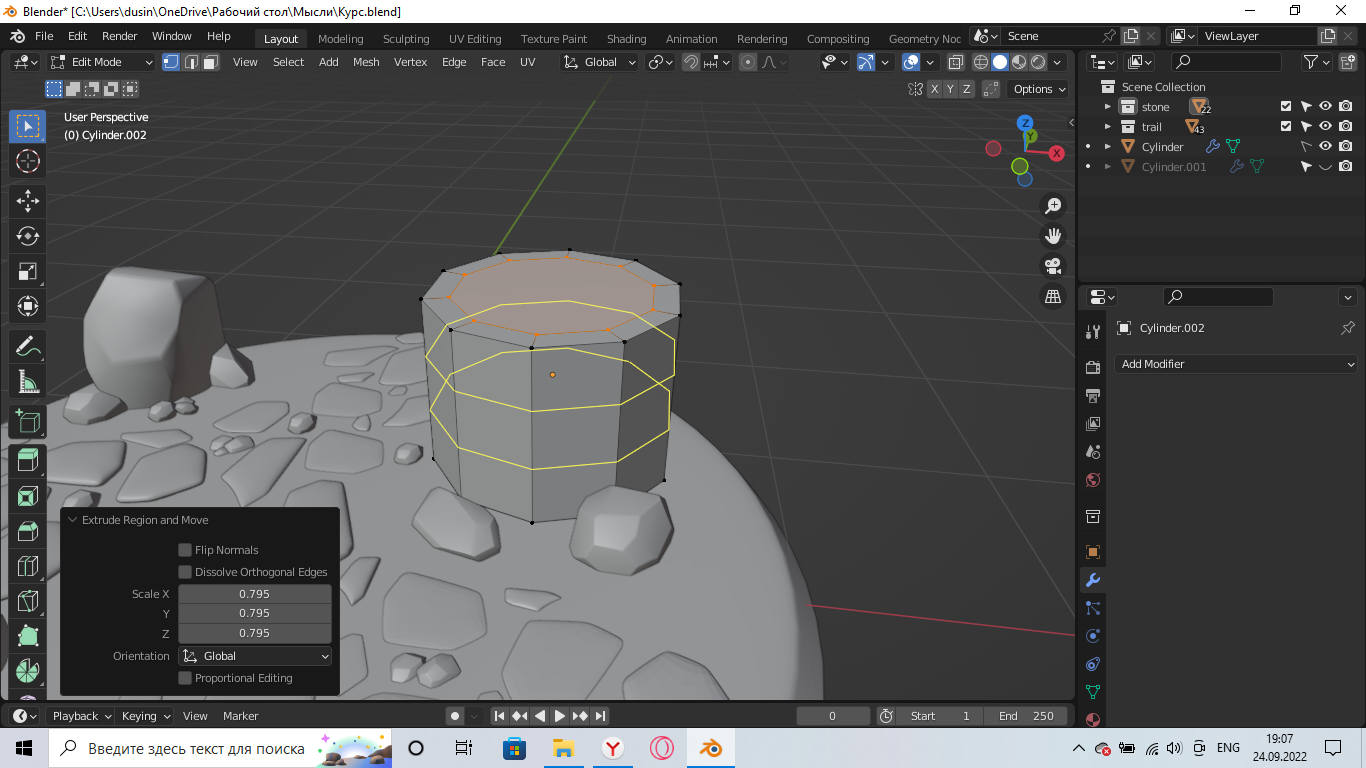 Blender* [C:\Users\dusin\OneDrive\Рабочий стол\Мысли\Курс.blend]
File Edit Render Window Help Layout Modeling Sculpting UV Editing Texture Paint Shading Animation Rendering Compositing Geometry Noc Scene ViewLayer
Edit Mode View Select Add Mesh Vertex Edge Face UV Global
X Y Z Options
User Perspective
(0) Cylinder.002
Z
Y
X
Scene Collection
stone 22
trail 43
Cylinder
Cylinder.001
Cylinder.002
Add Modifier
Extrude Region and Move
Flip Normals
Dissolve Orthogonal Edges
Scale X 0.795
Y 0.795
Z 0.795
Orientation Global
Proportional Editing
Playback Keying View Marker 0 Start 1 End 250
Введите здесь текст для поиска
ENG
19:07
24.09.2022